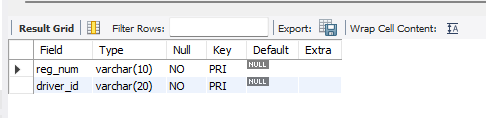 Result Grid Filter Rows: Export: Wrap Cell Content:
Field Type Null Key Default Extra
reg_num varchar(10) NO PRI NULL
driver_id varchar(20) NO PRI NULL